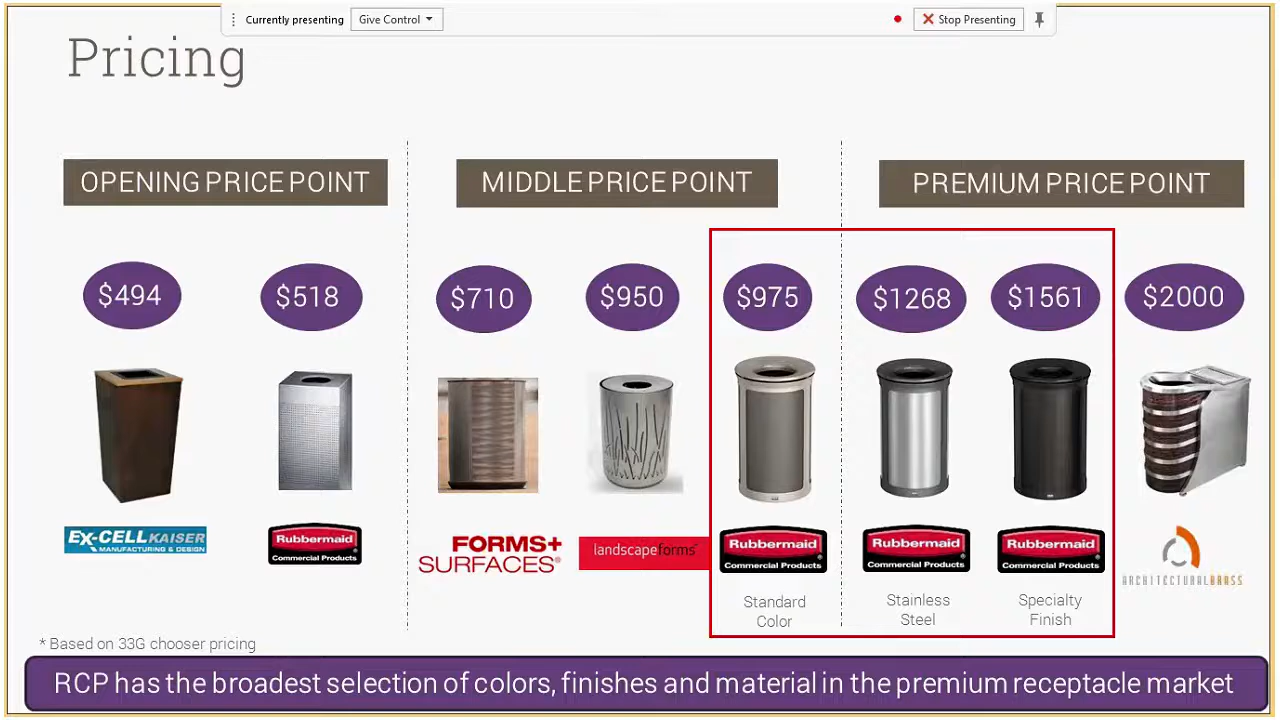 Currently presenting
Give Control
Stop Presenting
Pricing
OPENING PRICE POINT
MIDDLE PRICE POINT
PREMIUM PRICE POINT
$494
$518
$710
$950
$975
$1268
$1561
$2000
EX-CELL KAISER
MANUFACTURING & DESIGN
Rubbermaid
Commercial Products
FORMS+
SURFACES®
landscapeforms
Rubbermaid
Commercial Products
Rubbermaid
Commercial Products
Rubbermaid
Commercial Products
ARCHITECTURALBRASS
Standard
Color
Stainless
Steel
Specialty
Finish
* Based on 33G chooser pricing
RCP has the broadest selection of colors, finishes and material in the premium receptacle market